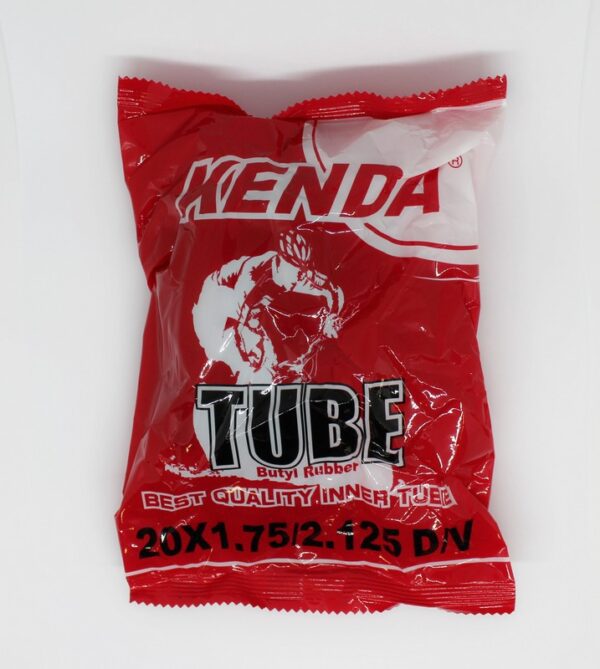 KENDA®
TUBE
Butyl Rubber
BEST QUALITY INNER TUBE
20X1.75/2.125 D/V